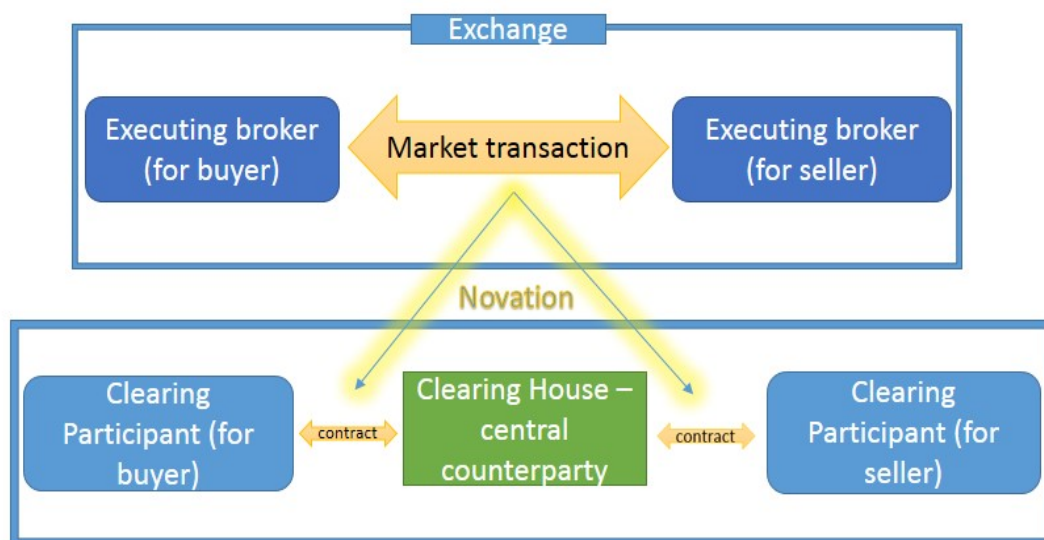 Exchange
Executing broker
(for buyer)
Market transaction
Executing broker
(for seller)
Novation
Clearing
Participant (for
buyer)
contract
Clearing House –
central
counterparty
contract
Clearing
Participant (for
seller)